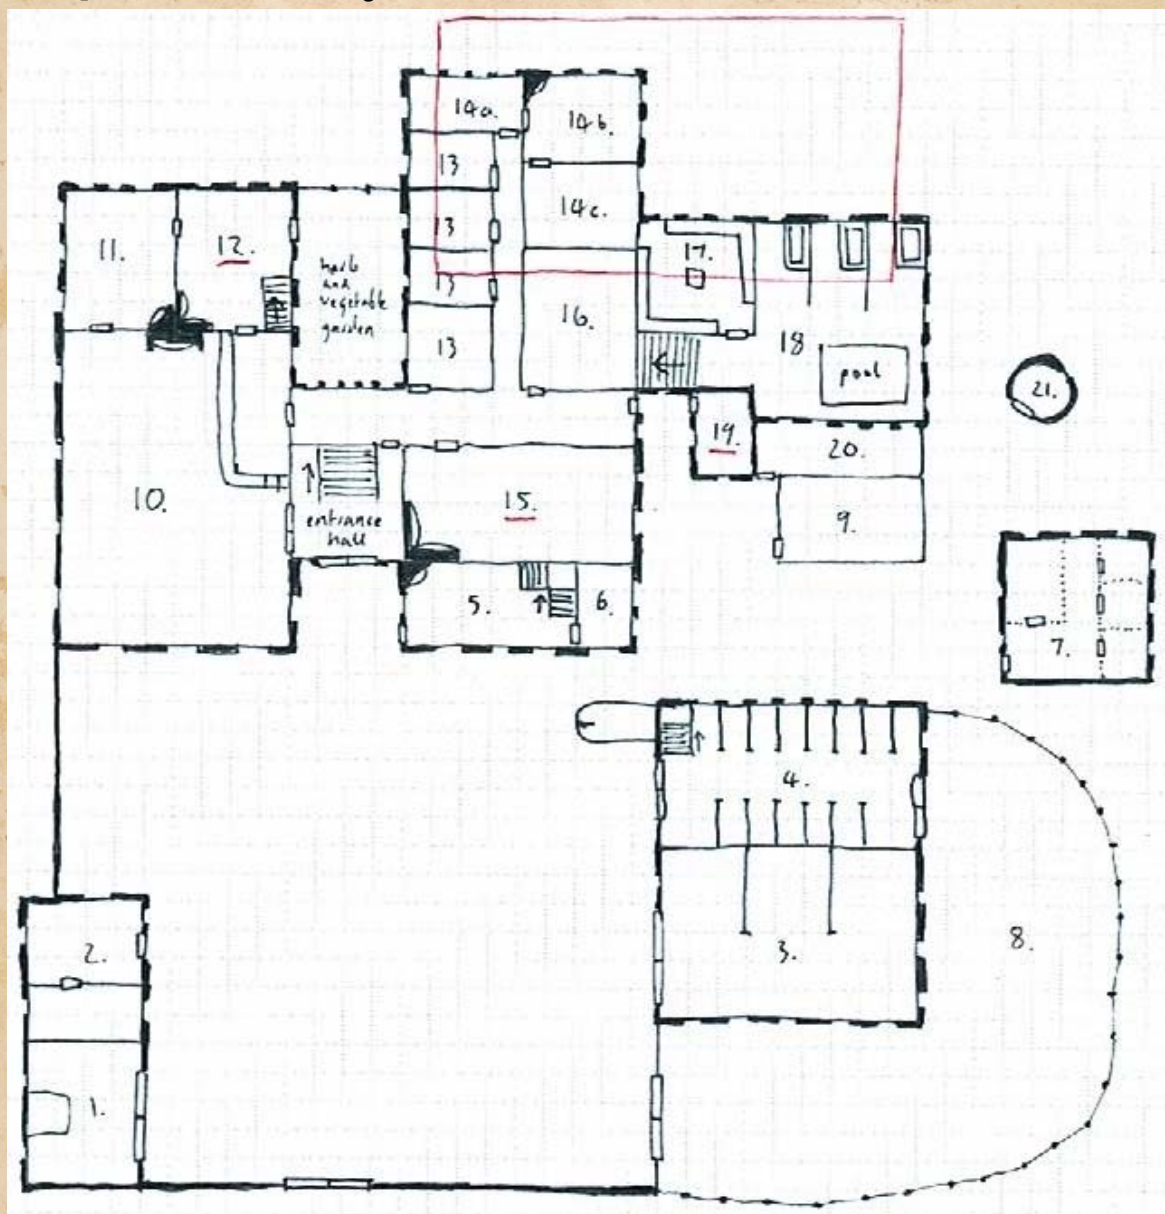 14a.
14b.
13
13
14c.
11.
12.
17.
herb
and
vegetable
garden
13
16.
13
18.
pool
21.
19.
20.
10.
15.
entrance
hall
9.
5.
6.
7.
4.
2.
3.
8.
1.